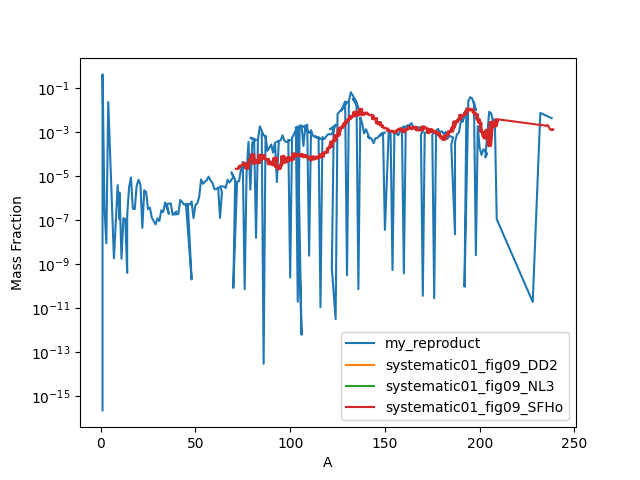 10⁻¹
10⁻³
10⁻⁵
10⁻⁷
10⁻⁹
10⁻¹¹
10⁻¹³
10⁻¹⁵
Mass Fraction
my_reproduct
systematic01_fig09_DD2
systematic01_fig09_NL3
systematic01_fig09_SFHo
0 50 100 150 200 250
A